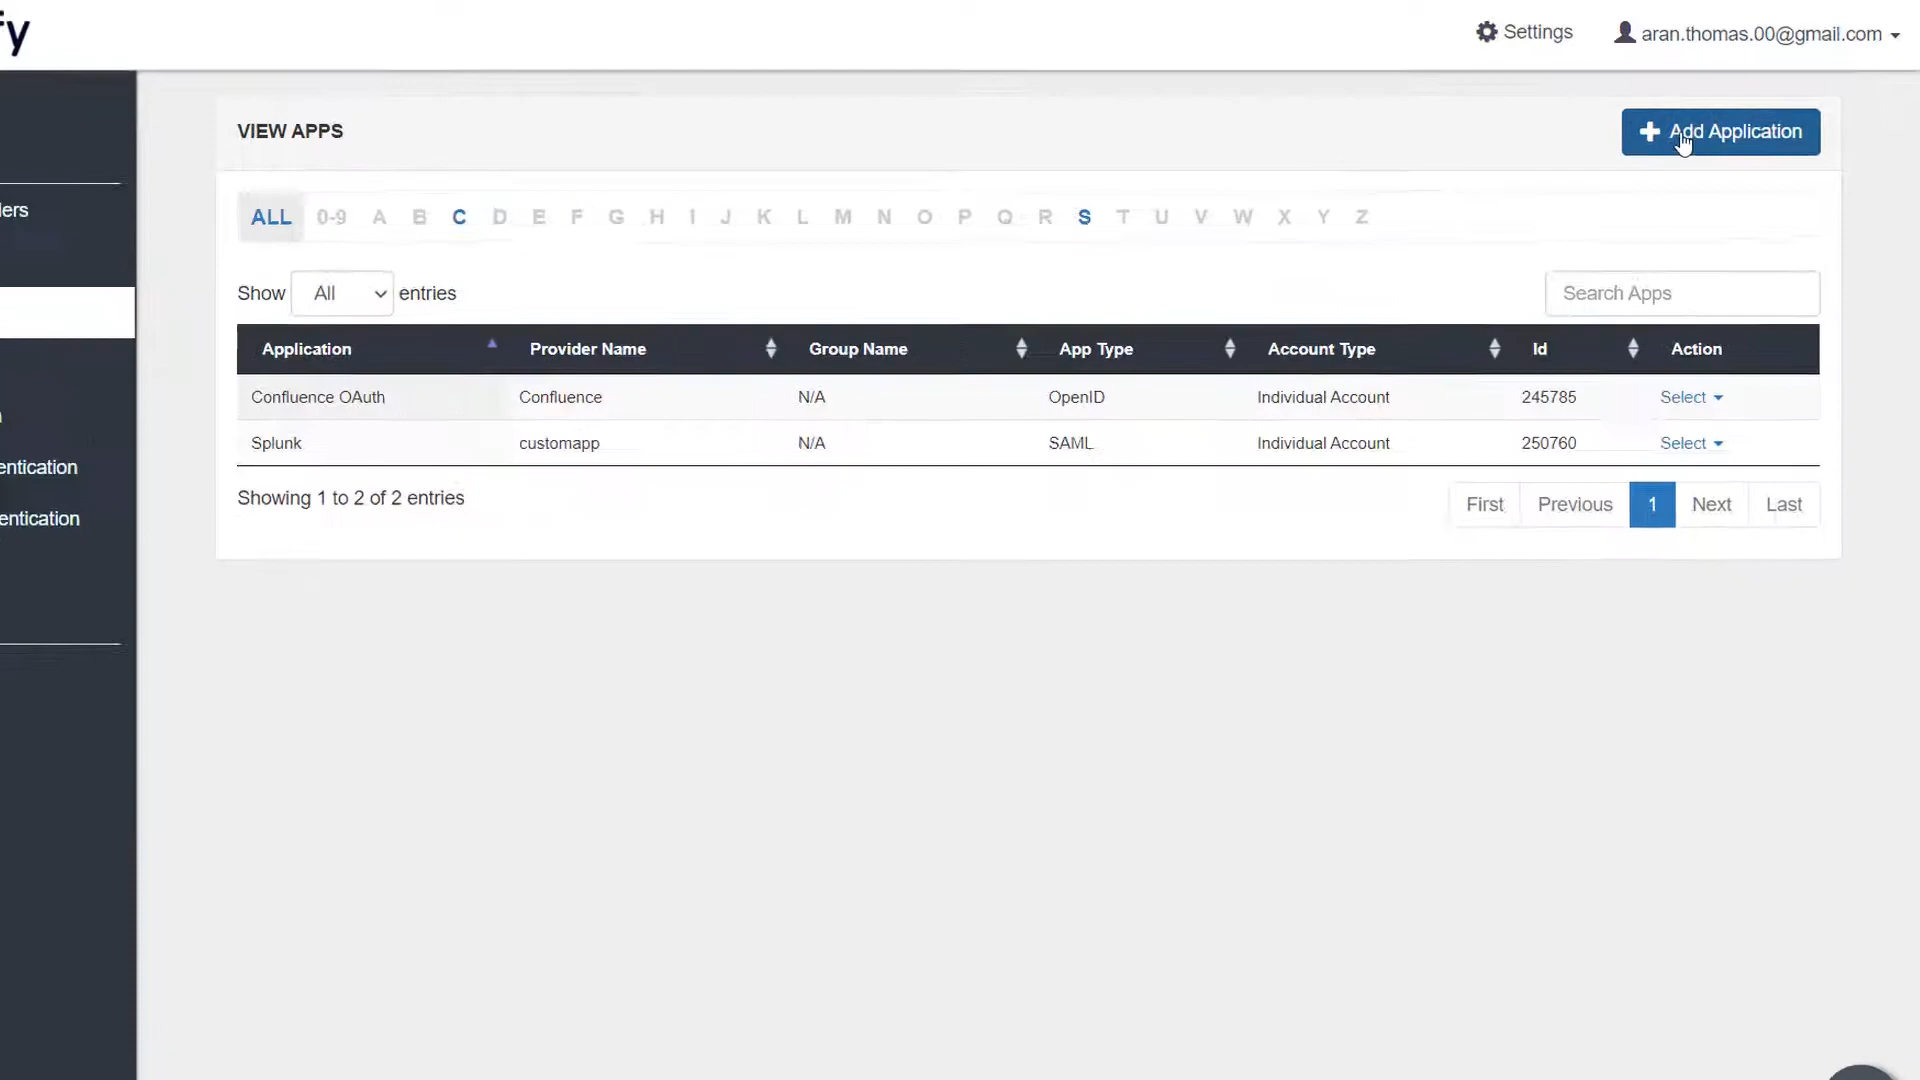 fy
Settings
aran.thomas.00@gmail.com
lers
entication
entication
VIEW APPS
Add Application
ALL 0-9 A B C D E F G H I J K L M N O P Q R S T U V W X Y Z
Show All entries
Search Apps
Application Provider Name Group Name App Type Account Type Id Action
Confluence OAuth Confluence N/A OpenID Individual Account 245785 Select
Splunk customapp N/A SAML Individual Account 250760 Select
Showing 1 to 2 of 2 entries
First Previous 1 Next Last